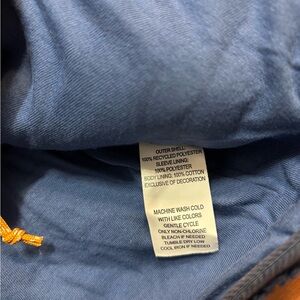 OUTER SHELL:
100% RECYCLED POLYESTER
SLEEVE LINING:
100% POLYESTER
BODY LINING: 100% COTTON
EXCLUSIVE OF DECORATION
MACHINE WASH COLD
WITH LIKE COLORS
GENTLE CYCLE
ONLY NON-CHLORINE
BLEACH IF NEEDED
TUMBLE DRY LOW
COOL IRON IF NEEDED